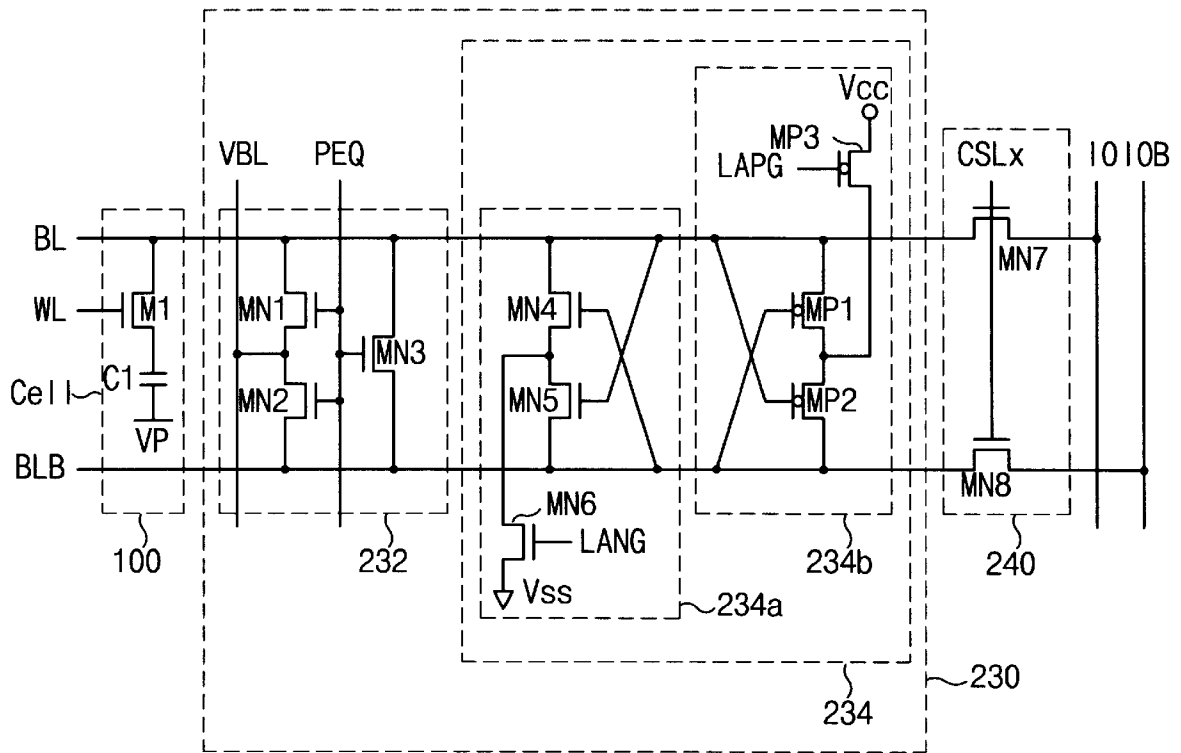 Vcc
VBL
PEQ
MP3
LAPG
CSLx
IO IOB
BL
MN7
WL
M1
MN1
MN3
MN4
MP1
Cell
C1
MN2
MN5
MP2
VP
BLB
MN8
MN6
LANG
100
232
Vss
234a
234b
240
230
234